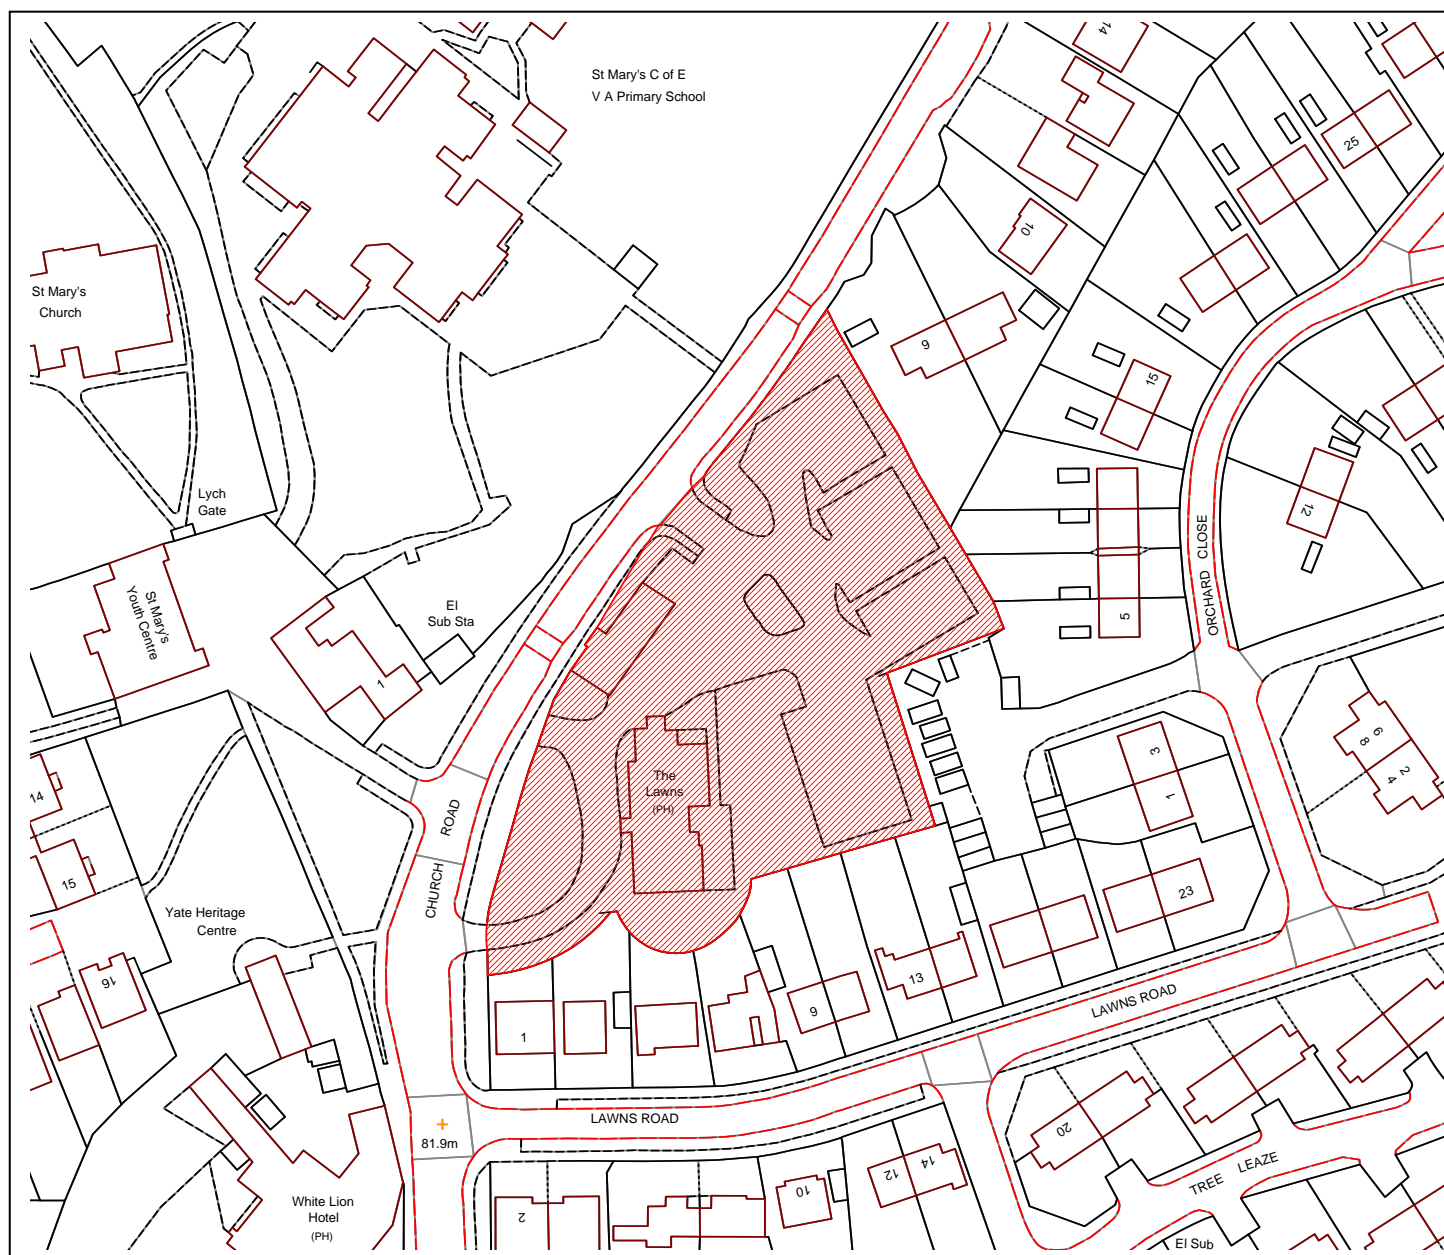 St Mary's C of E
V A Primary School
14
25
10
St Mary's
Church
9
15
Lych
Gate
12
ORCHARD CLOSE
St Mary's
Youth Centre
El
Sub Sta
1
5
3
1
6
8
2
4
The
Lawns
(PH)
14
15
ROAD
CHURCH
23
Yate Heritage
Centre
16
13
9
1
LAWNS ROAD
LAWNS ROAD
81.9m
20
TREE LEAZE
12
14
10
2
White Lion
Hotel
(PH)
El Sub